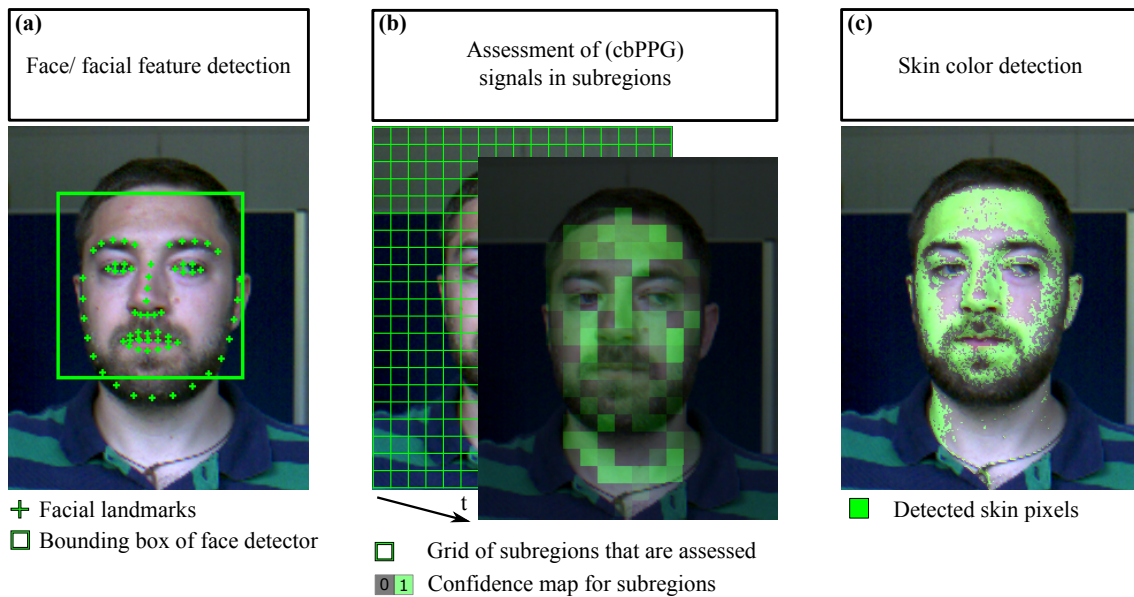 (a)
Face/ facial feature detection
(b)
Assessment of (cbPPG)
signals in subregions
(c)
Skin color detection
t
Facial landmarks
Bounding box of face detector
Grid of subregions that are assessed
0 1 Confidence map for subregions
Detected skin pixels